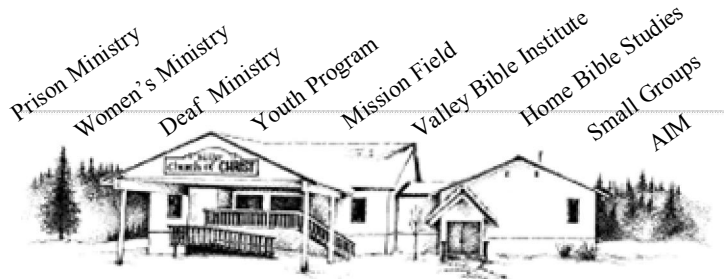 Prison Ministry
Women's Ministry
Deaf Ministry
Youth Program
Mission Field
Valley Bible Institute
Home Bible Studies
Small Groups
AIM
Church of CHRIST